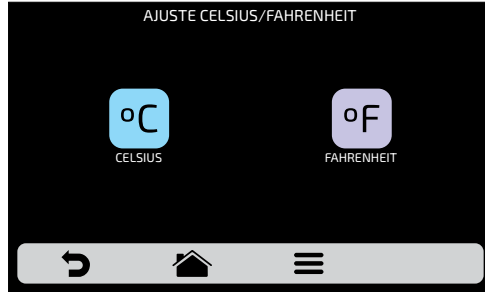 AJUSTE CELSIUS/FAHRENHEIT
ºC
ºF
CELSIUS
FAHRENHEIT